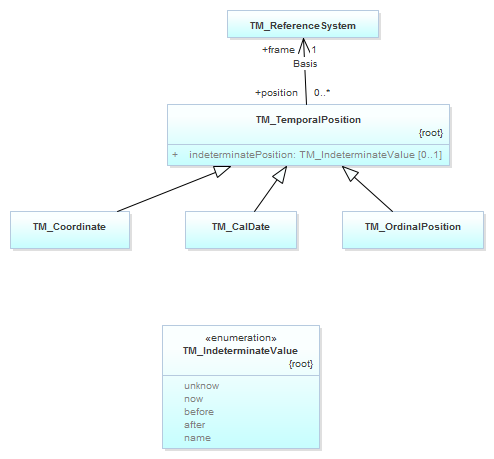 TM_ReferenceSystem
+frame 1
Basis
+position 0..*
TM_TemporalPosition
{root}
+ indeterminatePosition: TM_IndeterminateValue [0..1]
TM_Coordinate
TM_CalDate
TM_OrdinalPosition
«enumeration»
TM_IndeterminateValue
{root}
unknow
now
before
after
name